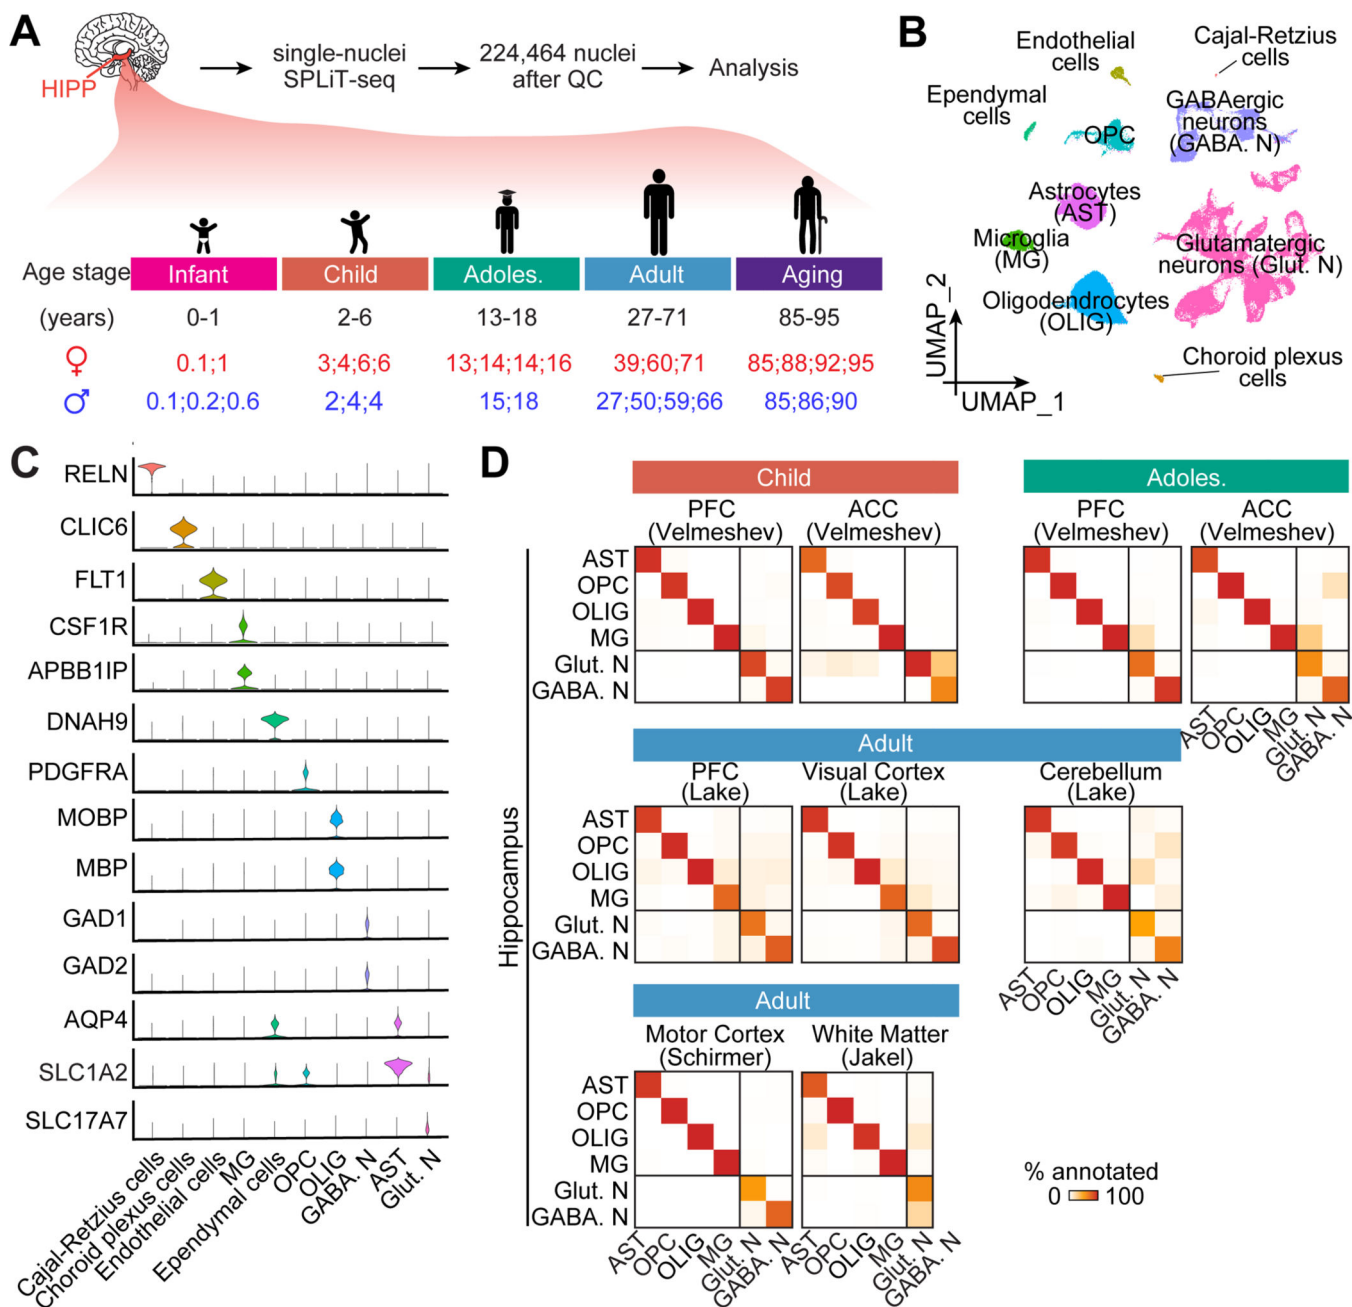 A
HIPP
single-nuclei
SPLiT-seq
224,464 nuclei
after QC
Analysis
Age stage
Infant
Child
Adoles.
Adult
Aging
(years)
0-1
2-6
13-18
27-71
85-95
♀
0.1;1
3;4;6;6
13;14;14;16
39;60;71
85;88;92;95
♂
0.1;0.2;0.6
2;4;4
15;18
27;50;59;66
85;86;90
B
Endothelial
cells
Cajal-Retzius
cells
Ependymal
cells
OPC
GABAergic
neurons
(GABA. N)
Astrocytes
(AST)
Microglia
(MG)
Glutamatergic
neurons (Glut. N)
Oligodendrocytes
(OLIG)
Choroid plexus
cells
UMAP_2
UMAP_1
C
RELN
CLIC6
FLT1
CSF1R
APBB1IP
DNAH9
PDGFRA
MOBP
MBP
GAD1
GAD2
AQP4
SLC1A2
SLC17A7
Cajal-Retzius cells
Choroid plexus cells
Endothelial cells
MG
Ependymal cells
OPC
OLIG
GABA. N
AST
Glut. N
D
Hippocampus
Child
PFC
(Velmeshev)
ACC
(Velmeshev)
Adoles.
PFC
(Velmeshev)
ACC
(Velmeshev)
AST
OPC
OLIG
MG
Glut. N
GABA. N
AST
OPC
OLIG
MG
Glut. N
GABA. N
Adult
PFC
(Lake)
Visual Cortex
(Lake)
Cerebellum
(Lake)
AST
OPC
OLIG
MG
Glut. N
GABA. N
AST
OPC
OLIG
MG
Glut. N
GABA. N
Adult
Motor Cortex
(Schirmer)
White Matter
(Jakel)
AST
OPC
OLIG
MG
Glut. N
GABA. N
AST
OPC
OLIG
MG
Glut. N
GABA. N
AST
OPC
OLIG
MG
Glut. N
GABA. N
% annotated
0
100